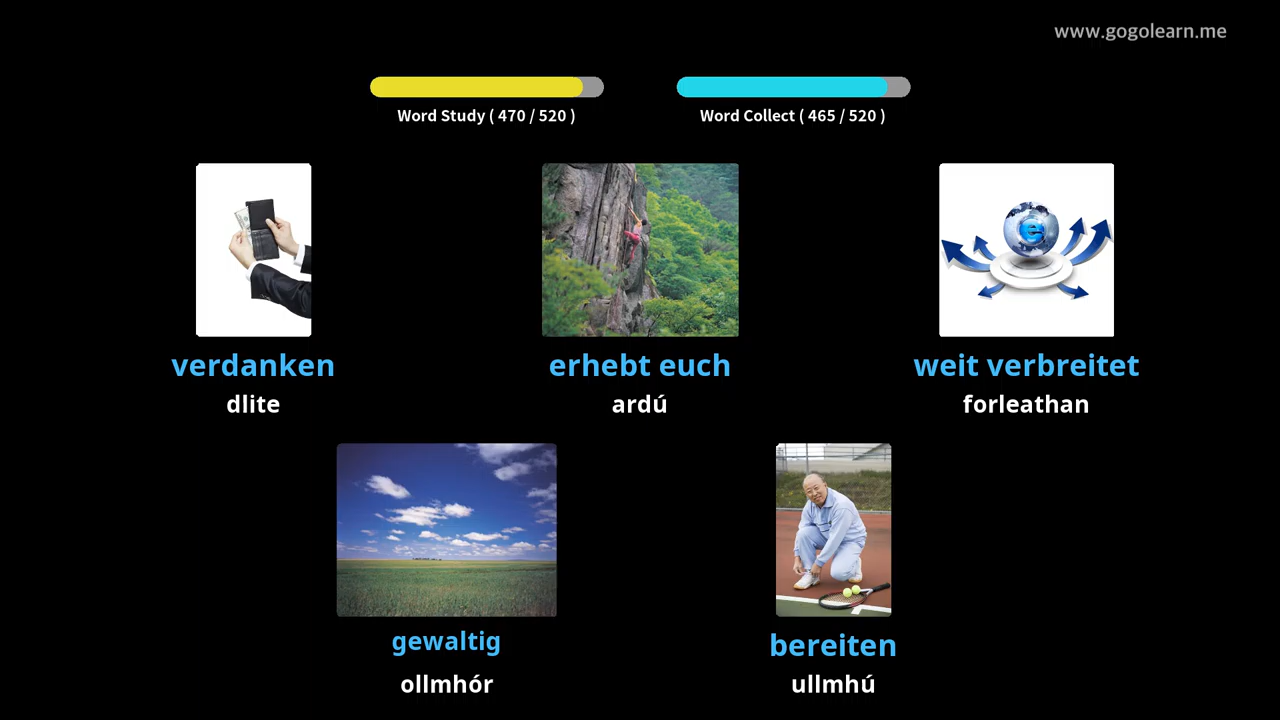 www.gogolearn.me
Word Study ( 470 / 520 )
Word Collect ( 465 / 520 )
verdanken
dlite
erhebt euch
ardú
weit verbreitet
forleathan
gewaltig
ollmhór
bereiten
ullmhú